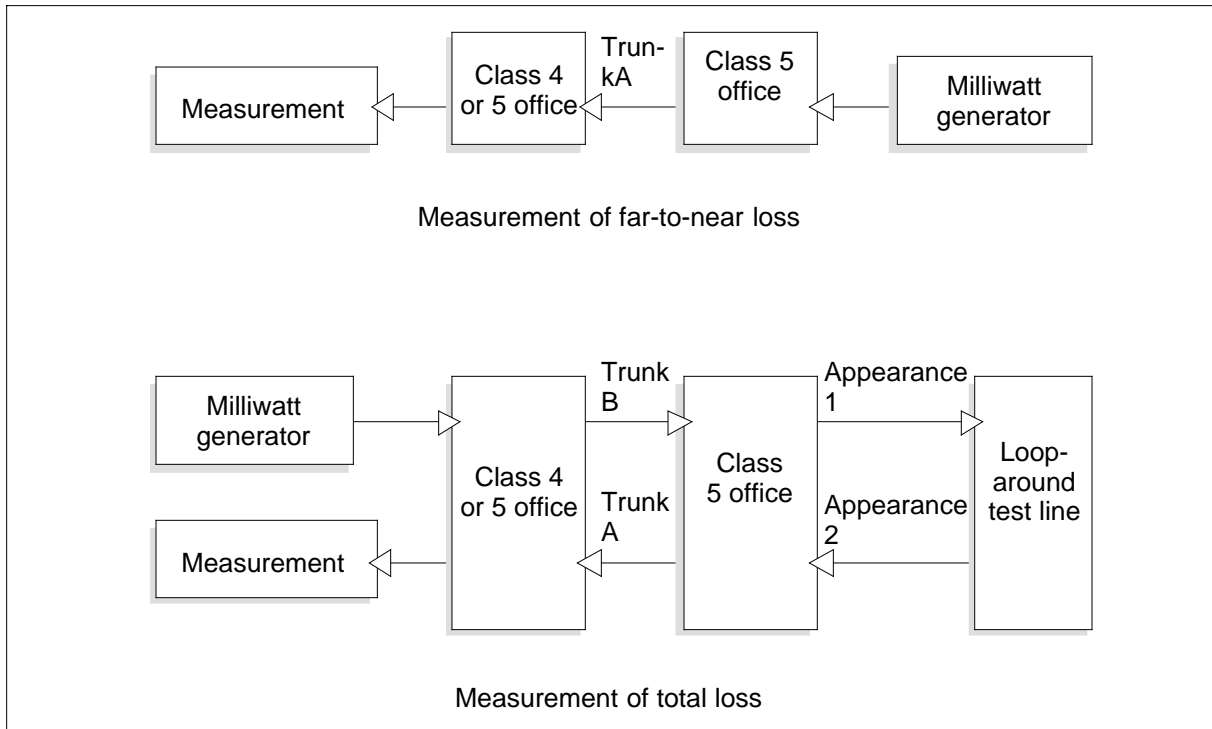 Measurement
Class 4
or 5 office
Trun-
kA
Class 5
office
Milliwatt
generator
Measurement of far-to-near loss
Milliwatt
generator
Measurement
Class 4
or 5 office
Trunk
B
Trunk
A
Class
5 office
Appearance
1
Appearance
2
Loop-
around
test line
Measurement of total loss